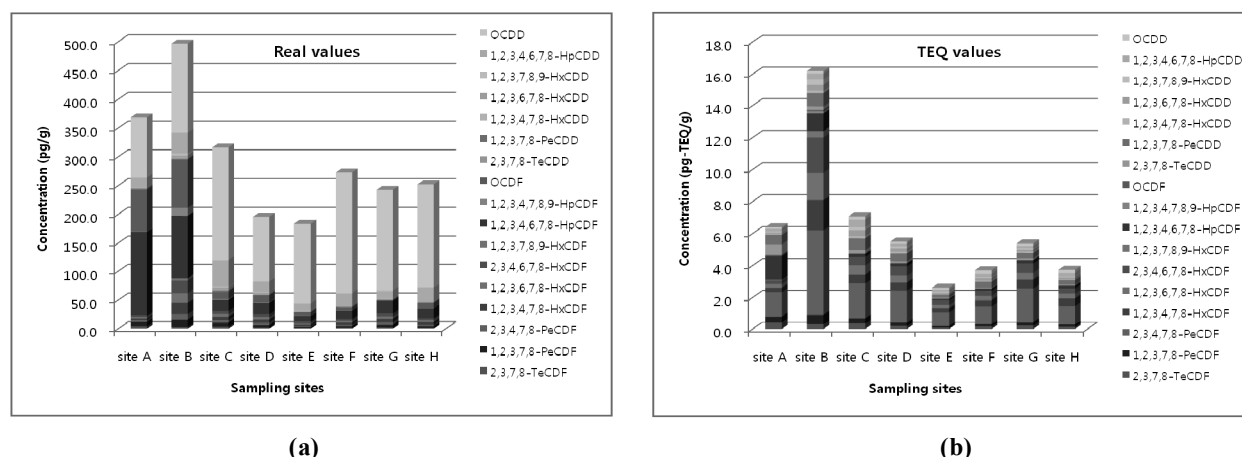 Real values
Concentration (pg/g)
500.0
450.0
400.0
350.0
300.0
250.0
200.0
150.0
100.0
50.0
0.0
site A site B site C site D site E site F site G site H
Sampling sites
OCDD
1,2,3,4,6,7,8-HpCDD
1,2,3,7,8,9-HxCDD
1,2,3,6,7,8-HxCDD
1,2,3,4,7,8-HxCDD
1,2,3,7,8-PeCDD
2,3,7,8-TeCDD
OCDF
1,2,3,4,7,8,9-HpCDF
1,2,3,4,6,7,8-HpCDF
1,2,3,7,8,9-HxCDF
2,3,4,6,7,8-HxCDF
1,2,3,6,7,8-HxCDF
1,2,3,4,7,8-HxCDF
2,3,4,7,8-PeCDF
1,2,3,7,8-PeCDF
2,3,7,8-TeCDF
(a)
TEQ values
Concentration (pg-TEQ/g)
18.0
16.0
14.0
12.0
10.0
8.0
6.0
4.0
2.0
0.0
site A site B site C site D site E site F site G site H
Sampling sites
OCDD
1,2,3,4,6,7,8-HpCDD
1,2,3,7,8,9-HxCDD
1,2,3,6,7,8-HxCDD
1,2,3,4,7,8-HxCDD
1,2,3,7,8-PeCDD
2,3,7,8-TeCDD
OCDF
1,2,3,4,7,8,9-HpCDF
1,2,3,4,6,7,8-HpCDF
1,2,3,7,8,9-HxCDF
2,3,4,6,7,8-HxCDF
1,2,3,6,7,8-HxCDF
1,2,3,4,7,8-HxCDF
2,3,4,7,8-PeCDF
1,2,3,7,8-PeCDF
2,3,7,8-TeCDF
(b)